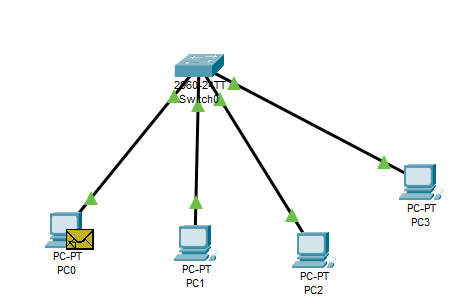 2960-24TT
Switch0
PC-PT
PC3
PC-PT
PC0
PC-PT
PC1
PC-PT
PC2